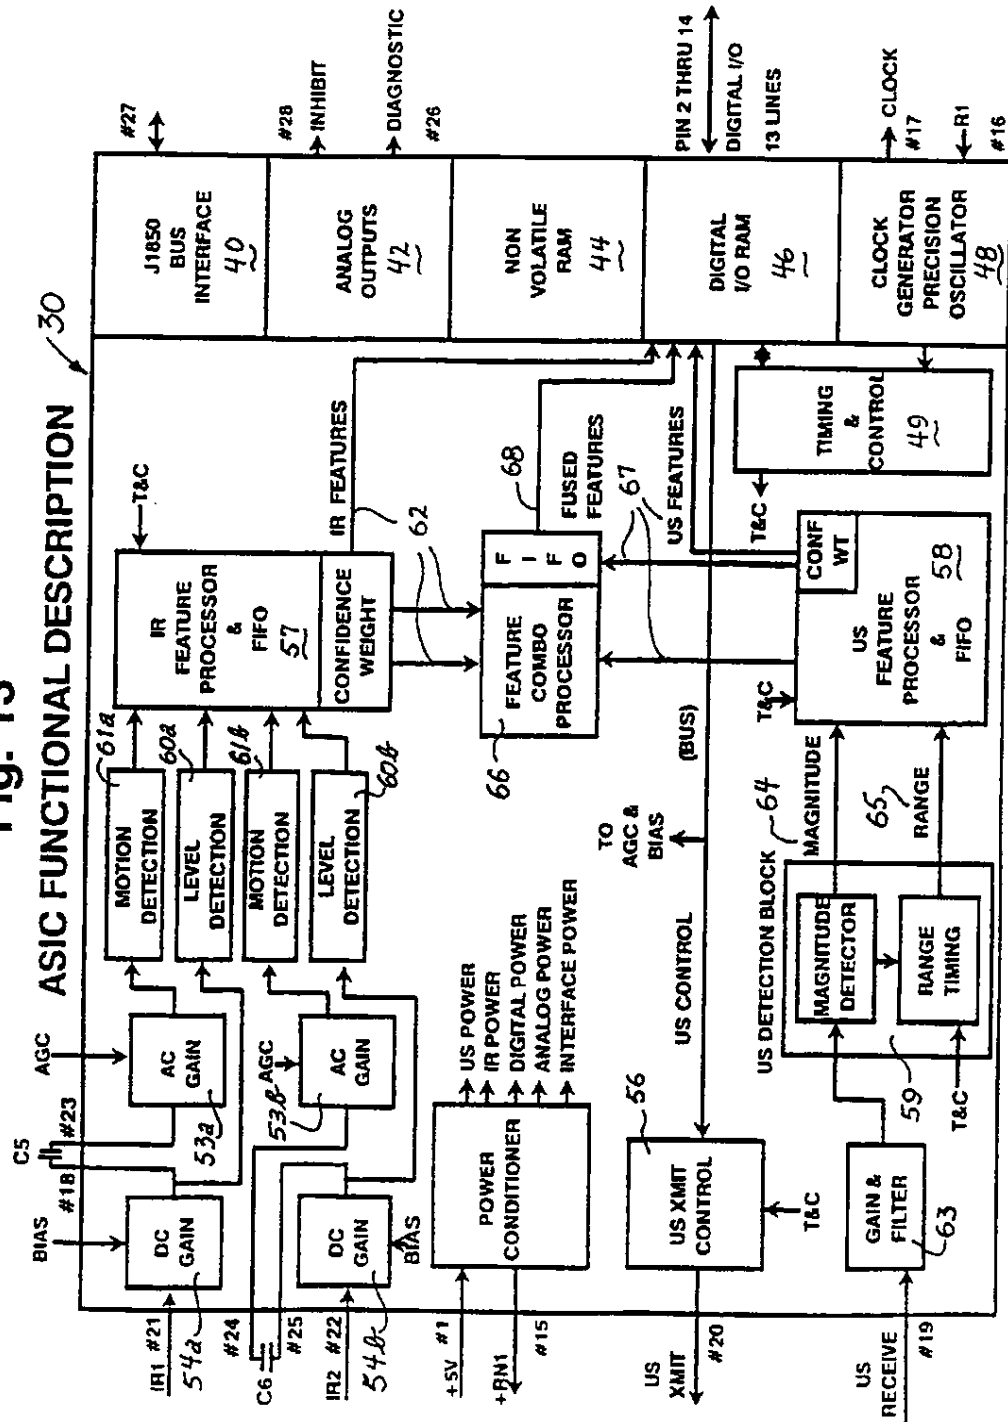 Fig. 13
ASIC FUNCTIONAL DESCRIPTION
30
BIAS
#18
C5
#23
AGC
IR1 #21
54a
DC
GAIN
53a
AC
GAIN
MOTION
DETECTION
61a
LEVEL
DETECTION
60a
MOTION
DETECTION
61b
LEVEL
DETECTION
60b
IR
FEATURE
PROCESSOR
&
FIFO
57
CONFIDENCE
WEIGHT
T&C
IR FEATURES
62
#24
C6
#25
IR2 #22
54b
DC
GAIN
BIAS
53b
AGC
AC
GAIN
J1850
BUS
INTERFACE
40
#27
ANALOG
OUTPUTS
42
#28
INHIBIT
DIAGNOSTIC
#26
NON
VOLATILE
RAM
44
DIGITAL
I/O RAM
46
PIN 2 THRU 14
DIGITAL I/O
13 LINES
CLOCK
GENERATOR
PRECISION
OSCILLATOR
48
CLOCK
#17
R1
#16
+5V
#1
+RN1
#15
POWER
CONDITIONER
US POWER
IR POWER
DIGITAL POWER
ANALOG POWER
INTERFACE POWER
66
FEATURE
COMBO
PROCESSOR
F
I
F
O
68
FUSED
FEATURES
67
US FEATURES
US
XMIT
#20
56
US XMIT
CONTROL
T&C
US CONTROL
TO
AGC &
BIAS
(BUS)
T&C
TIMING
&
CONTROL
49
US
RECEIVE
#19
GAIN &
FILTER
63
US DETECTION BLOCK
59
T&C
MAGNITUDE
DETECTOR
RANGE
TIMING
64
MAGNITUDE
65
RANGE
T&C
US
FEATURE
PROCESSOR
&
FIFO
58
CONF
WT